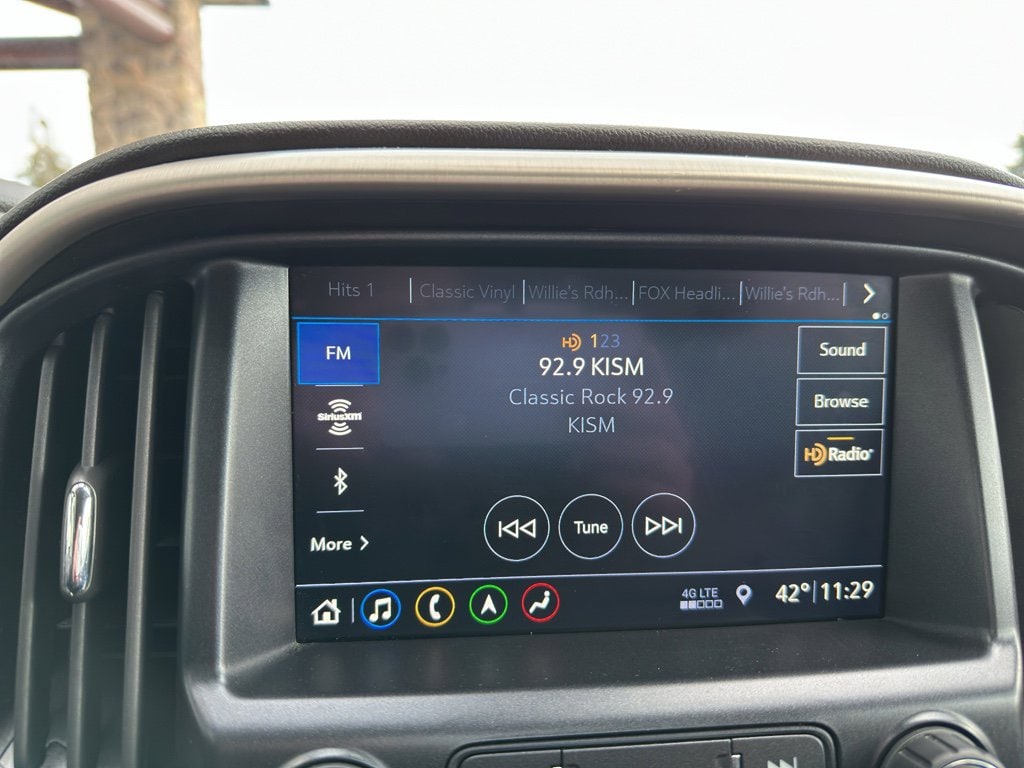 Hits 1
Classic Vinyl
Willie's Rdh...
FOX Headli...
Willie's Rdh...
FM
HD 123
92.9 KISM
Classic Rock 92.9
KISM
Sound
Browse
HD Radio
SiriusXM
More
Tune
4G LTE
42° 11:29